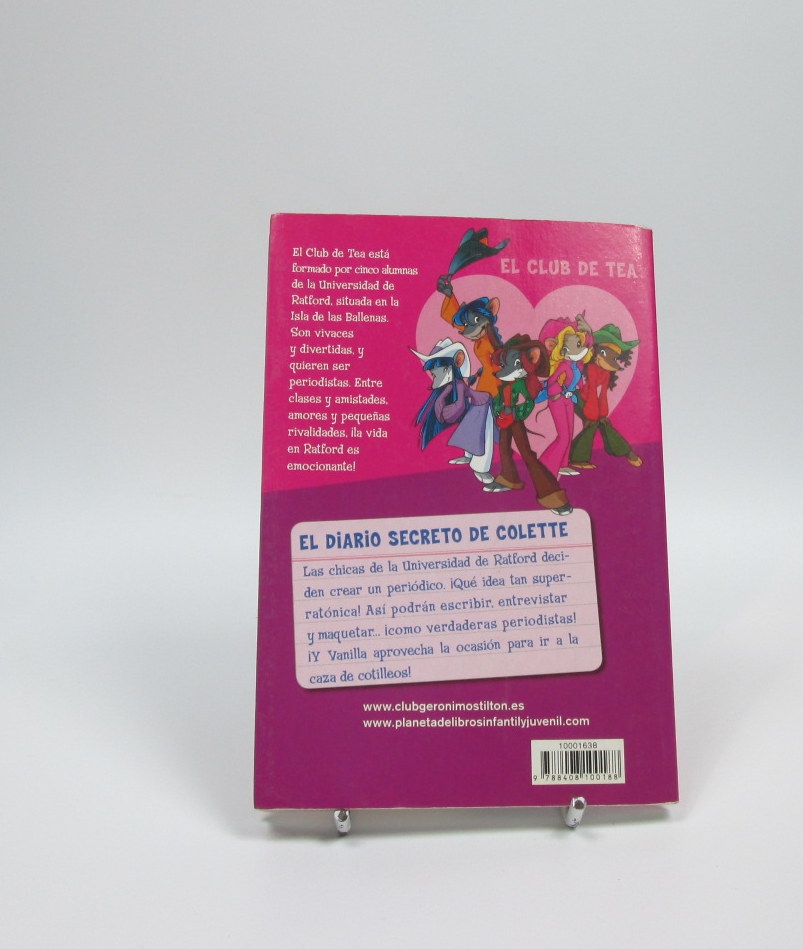 El Club de Tea está
formado por cinco alumnas
de la Universidad de
Ratford, situada en la
Isla de las Ballenas.
Son vivaces
y divertidas, y
quieren ser
periodistas. Entre
clases y amistades,
amores y pequeñas
rivalidades, ¡la vida
en Ratford es
emocionante!
EL CLUB DE TEA
EL DiARiO SECRETO DE COLETTE
Las chicas de la Universidad de Ratford deci-
den crear un periódico. ¡Qué idea tan super-
ratónica! Así podrán escribir, entrevistar
y maquetar... ¡como verdaderas periodistas!
¡Y Vanilla aprovecha la ocasión para ir a la
caza de cotilleos!
www.clubgeronimostilton.es
www.planetadelibrosinfantilyjuvenil.com
10001638
9 788408 100188